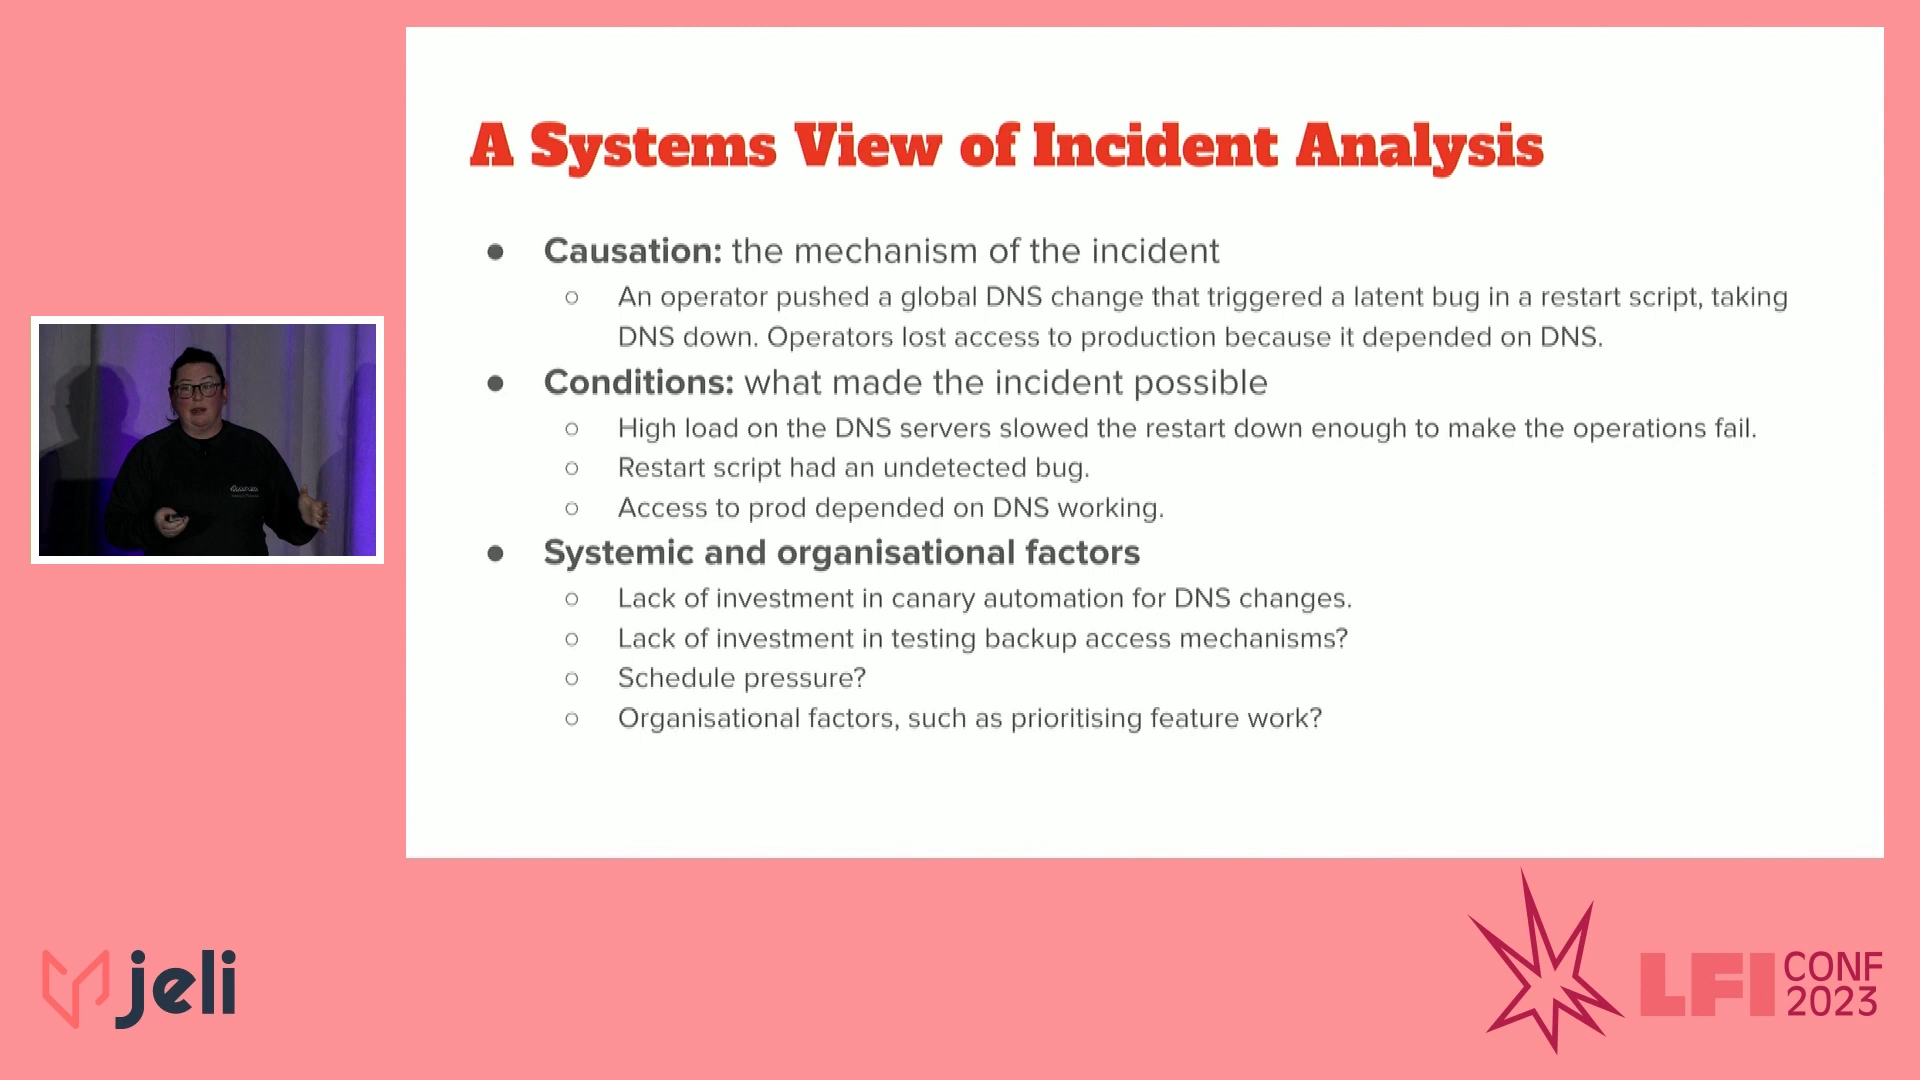 A Systems View of Incident Analysis
● Causation: the mechanism of the incident
○ An operator pushed a global DNS change that triggered a latent bug in a restart script, taking
DNS down. Operators lost access to production because it depended on DNS.
● Conditions: what made the incident possible
○ High load on the DNS servers slowed the restart down enough to make the operations fail.
○ Restart script had an undetected bug.
○ Access to prod depended on DNS working.
● Systemic and organisational factors
○ Lack of investment in canary automation for DNS changes.
○ Lack of investment in testing backup access mechanisms?
○ Schedule pressure?
○ Organisational factors, such as prioritising feature work?
jeli
LFI CONF
2023